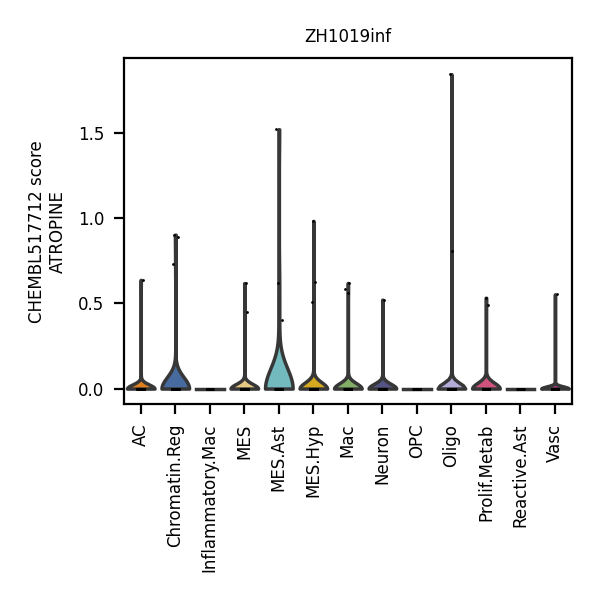 ZH1019inf
CHEMBL517712 score
ATROPINE
1.5
1.0
0.5
0.0
AC
Chromatin.Reg
Inflammatory.Mac
MES
MES.Ast
MES.Hyp
Mac
Neuron
OPC
Oligo
Prolif.Metab
Reactive.Ast
Vasc